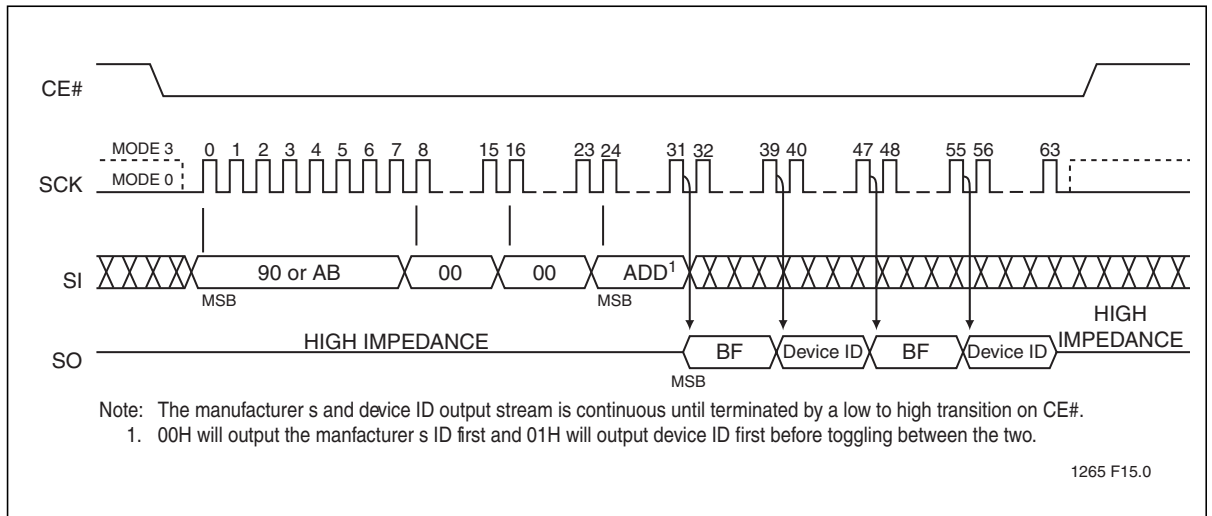 CE#
MODE 3
0 1 2 3 4 5 6 7 8 15 16 23 24 31 32 39 40 47 48 55 56 63
SCK
MODE 0
SI
90 or AB 00 00 ADD1
MSB MSB
HIGH IMPEDANCE
HIGH IMPEDANCE
SO
BF Device ID BF Device ID
MSB
Note: The manufacturer s and device ID output stream is continuous until terminated by a low to high transition on CE#.
1. 00H will output the manfacturer s ID first and 01H will output device ID first before toggling between the two.
1265 F15.0